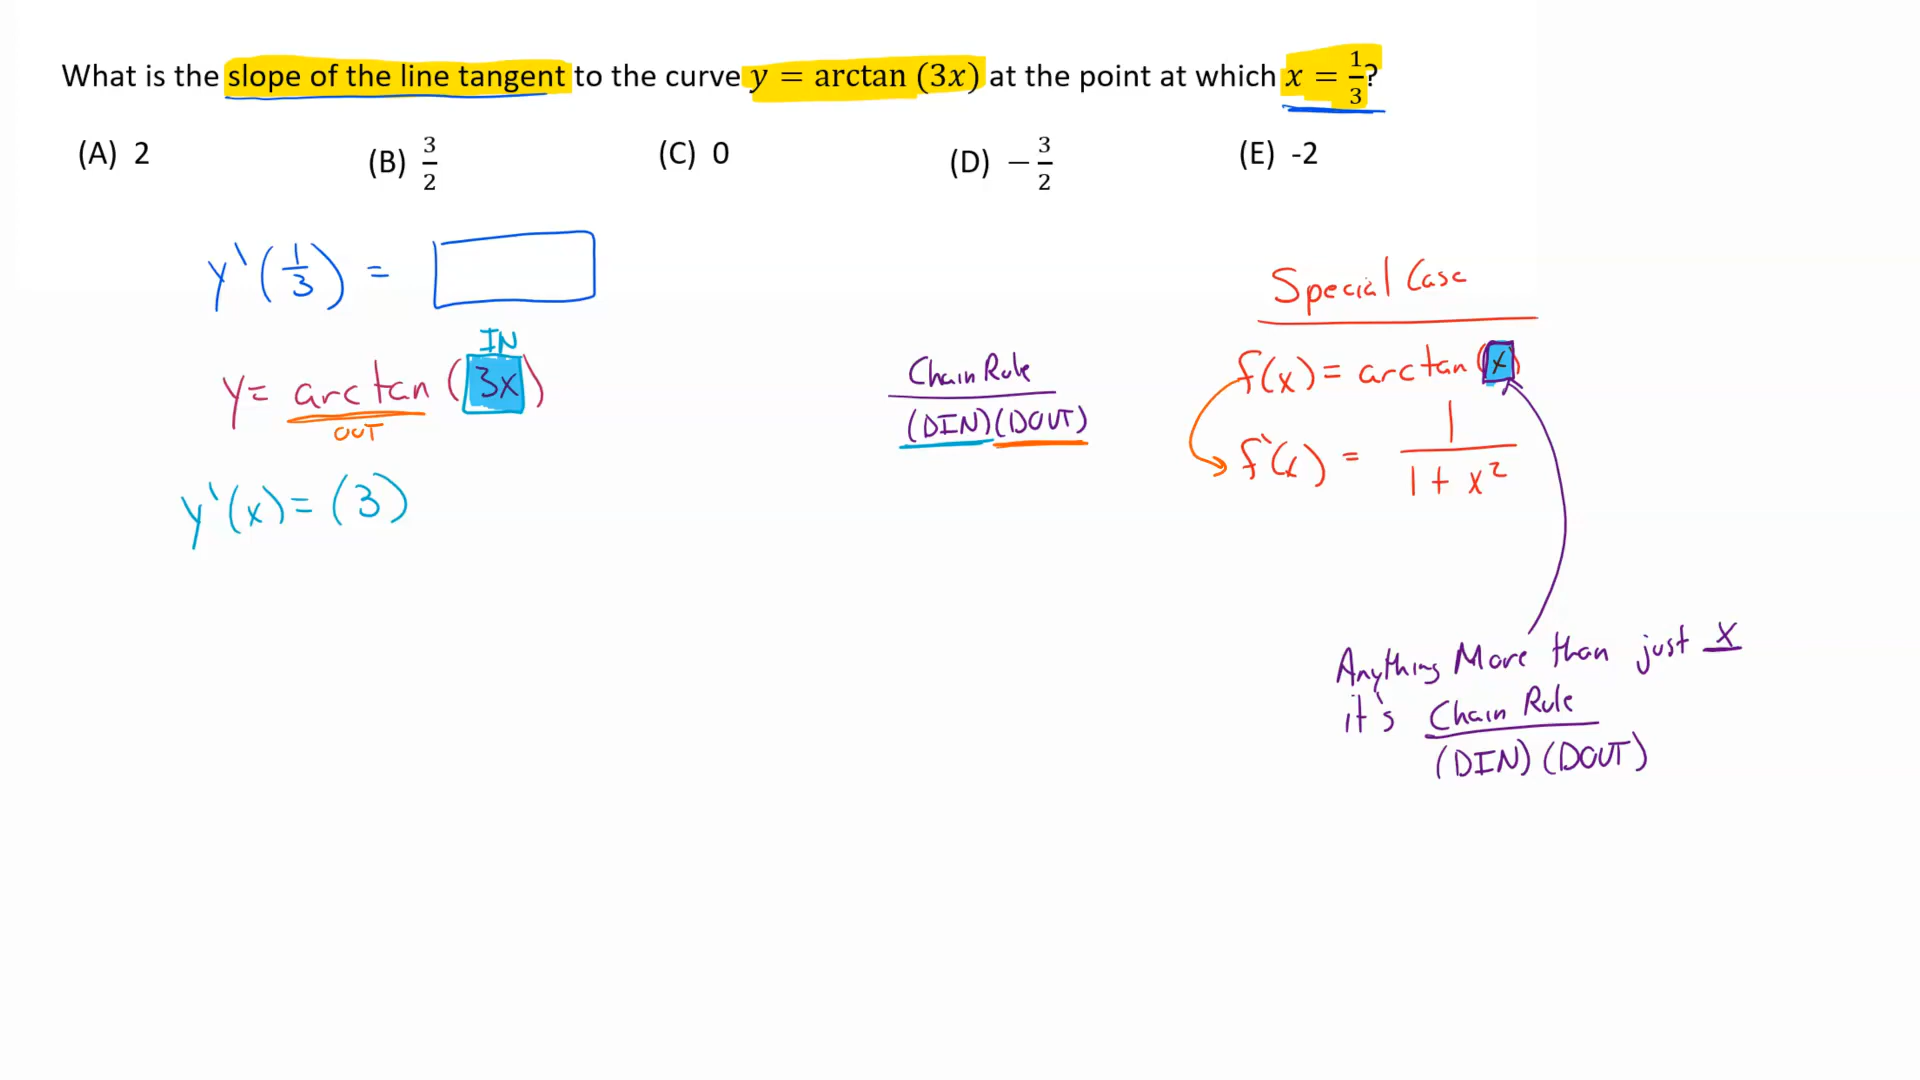 What is the slope of the line tangent to the curve y = arctan (3x) at the point at which x = 1/3?
(A) 2 (B) 3/2 (C) 0 (D) − 3/2 (E) -2
y'(1/3) =
Special Case
IN
y = arctan (3x)
OUT
Chain Rule
(DIN)(DOUT)
f(x) = arctan(x)
f'(x) = 1/(1 + x²)
y'(x) = (3)
Anything More than just x
it's Chain Rule
(DIN)(DOUT)